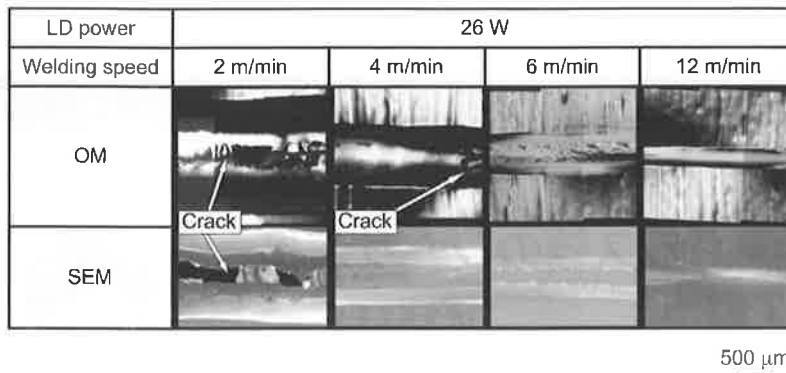 LD power 26 W
Welding speed 2 m/min 4 m/min 6 m/min 12 m/min
OM
Crack Crack
SEM
500 μm